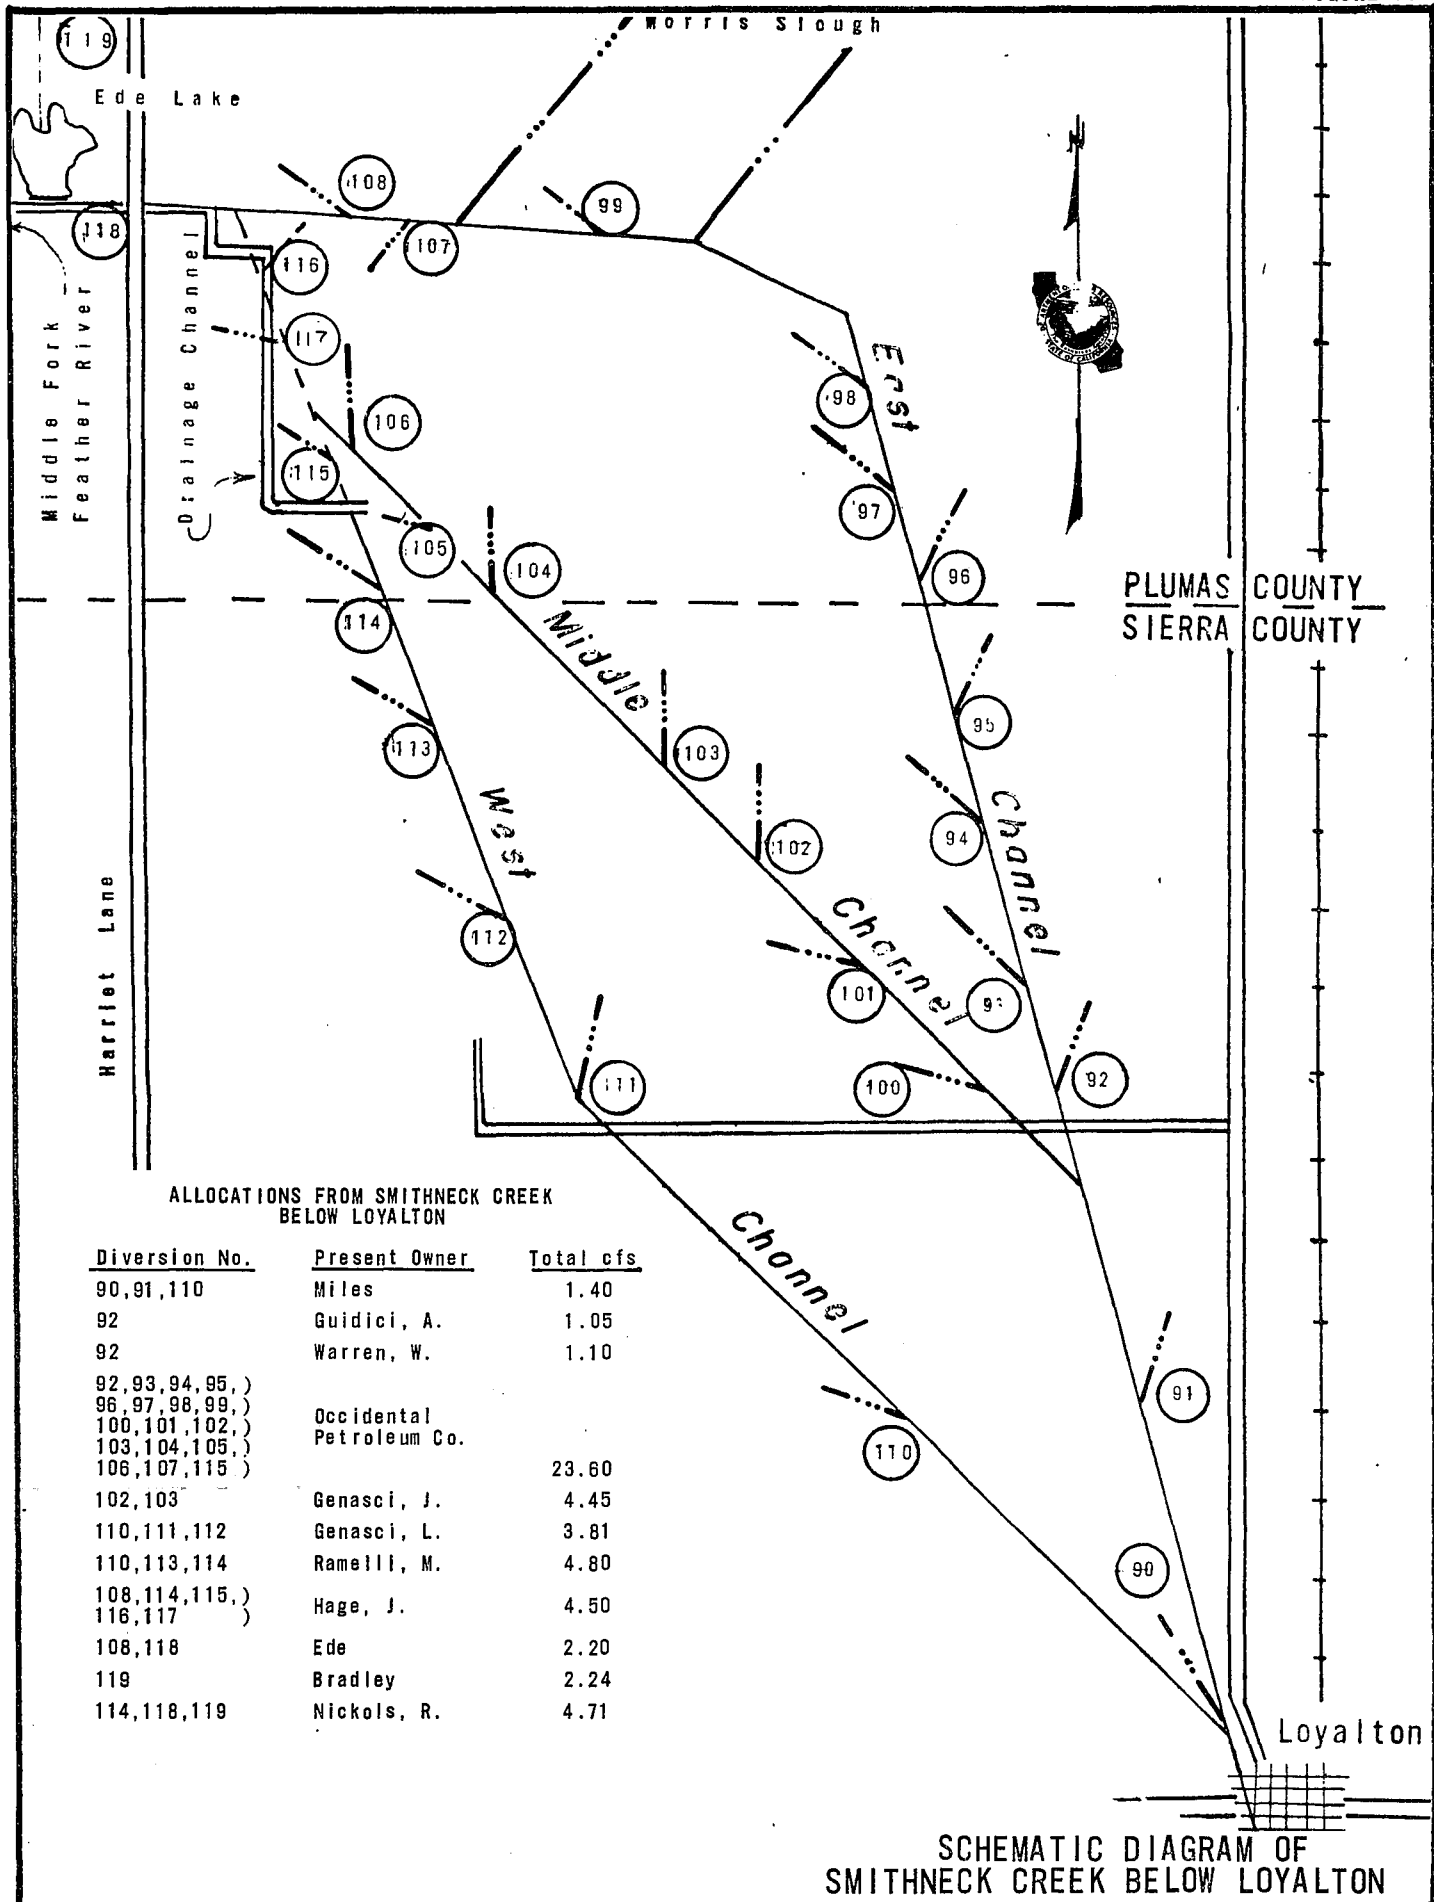 Morris Slough
119
Ede Lake
108
99
118
107
116
Middle Fork
Feather River
Drainage Channel
117
N
STATE OF CALIFORNIA
106
98
East
115
97
105
104
96
PLUMAS COUNTY
SIERRA COUNTY
114
Middle
95
113
103
94
Channel
West
102
Harriet Lane
112
Channel
101
93
111
100
92
ALLOCATIONS FROM SMITHNECK CREEK
BELOW LOYALTON
Channel
Diversion No. Present Owner Total cfs
90,91,110 Miles 1.40
92 Guidici, A. 1.05
92 Warren, W. 1.10
92,93,94,95,)
96,97,98,99,)
100,101,102,) Occidental
103,104,105,) Petroleum Co.
106,107,115 ) 23.60
102,103 Genasci, J. 4.45
110,111,112 Genasci, L. 3.81
110,113,114 Ramelli, M. 4.80
108,114,115,)
116,117 ) Hage, J. 4.50
108,118 Ede 2.20
119 Bradley 2.24
114,118,119 Nickols, R. 4.71
91
110
90
Loyalton
SCHEMATIC DIAGRAM OF
SMITHNECK CREEK BELOW LOYALTON